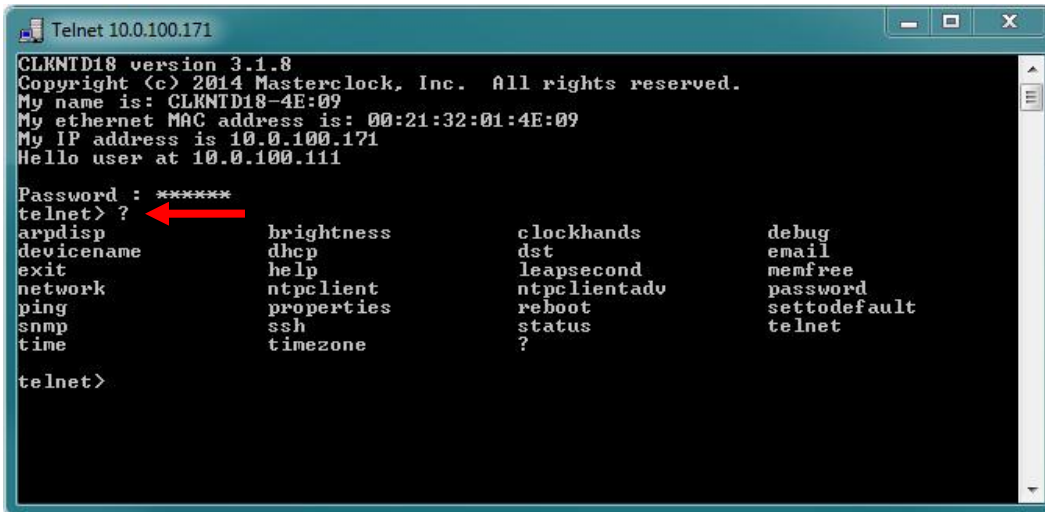 Telnet 10.0.100.171
CLKNTD18 version 3.1.8
Copyright (c) 2014 Masterclock, Inc.  All rights reserved.
My name is: CLKNTD18-4E:09
My ethernet MAC address is: 00:21:32:01:4E:09
My IP address is 10.0.100.171
Hello user at 10.0.100.111
Password : ******
telnet> ?
arpdisp brightness clockhands debug
devicename dhcp dst email
exit help leapsecond memfree
network ntpclient ntpclientadv password
ping properties reboot settodefault
snmp ssh status telnet
time timezone ?
telnet>